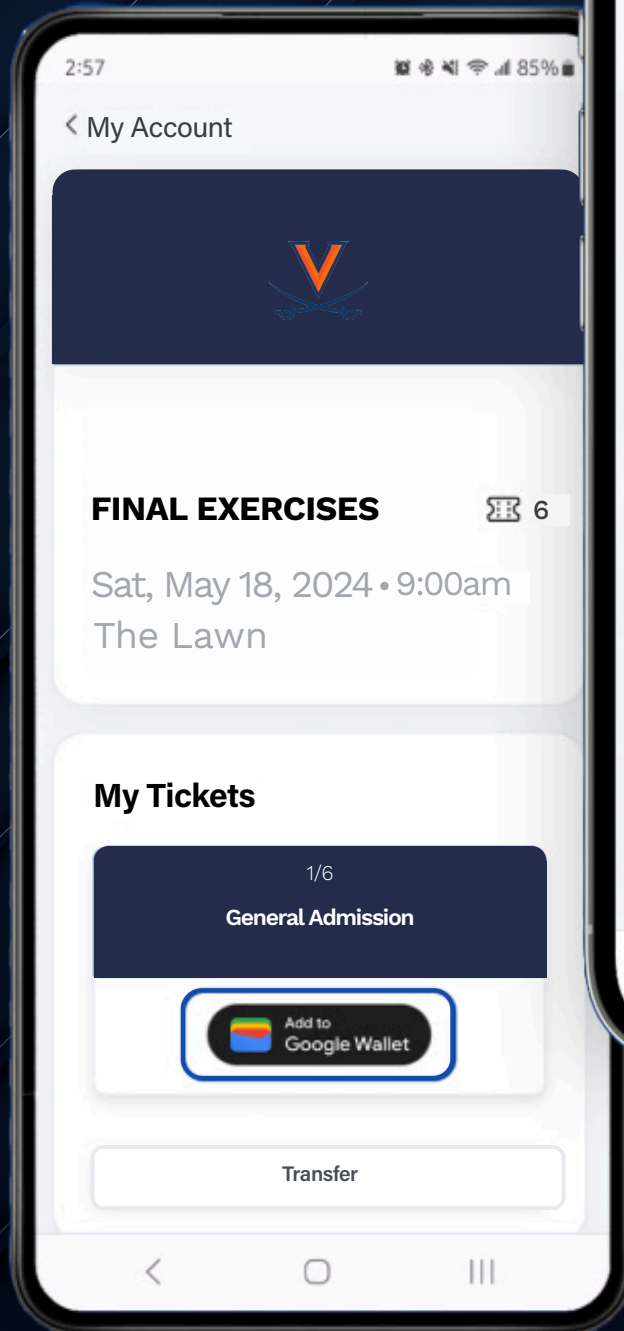 2:57
85%
< My Account
FINAL EXERCISES
6
Sat, May 18, 2024 • 9:00am
The Lawn
My Tickets
1/6
General Admission
Add to
Google Wallet
Transfer